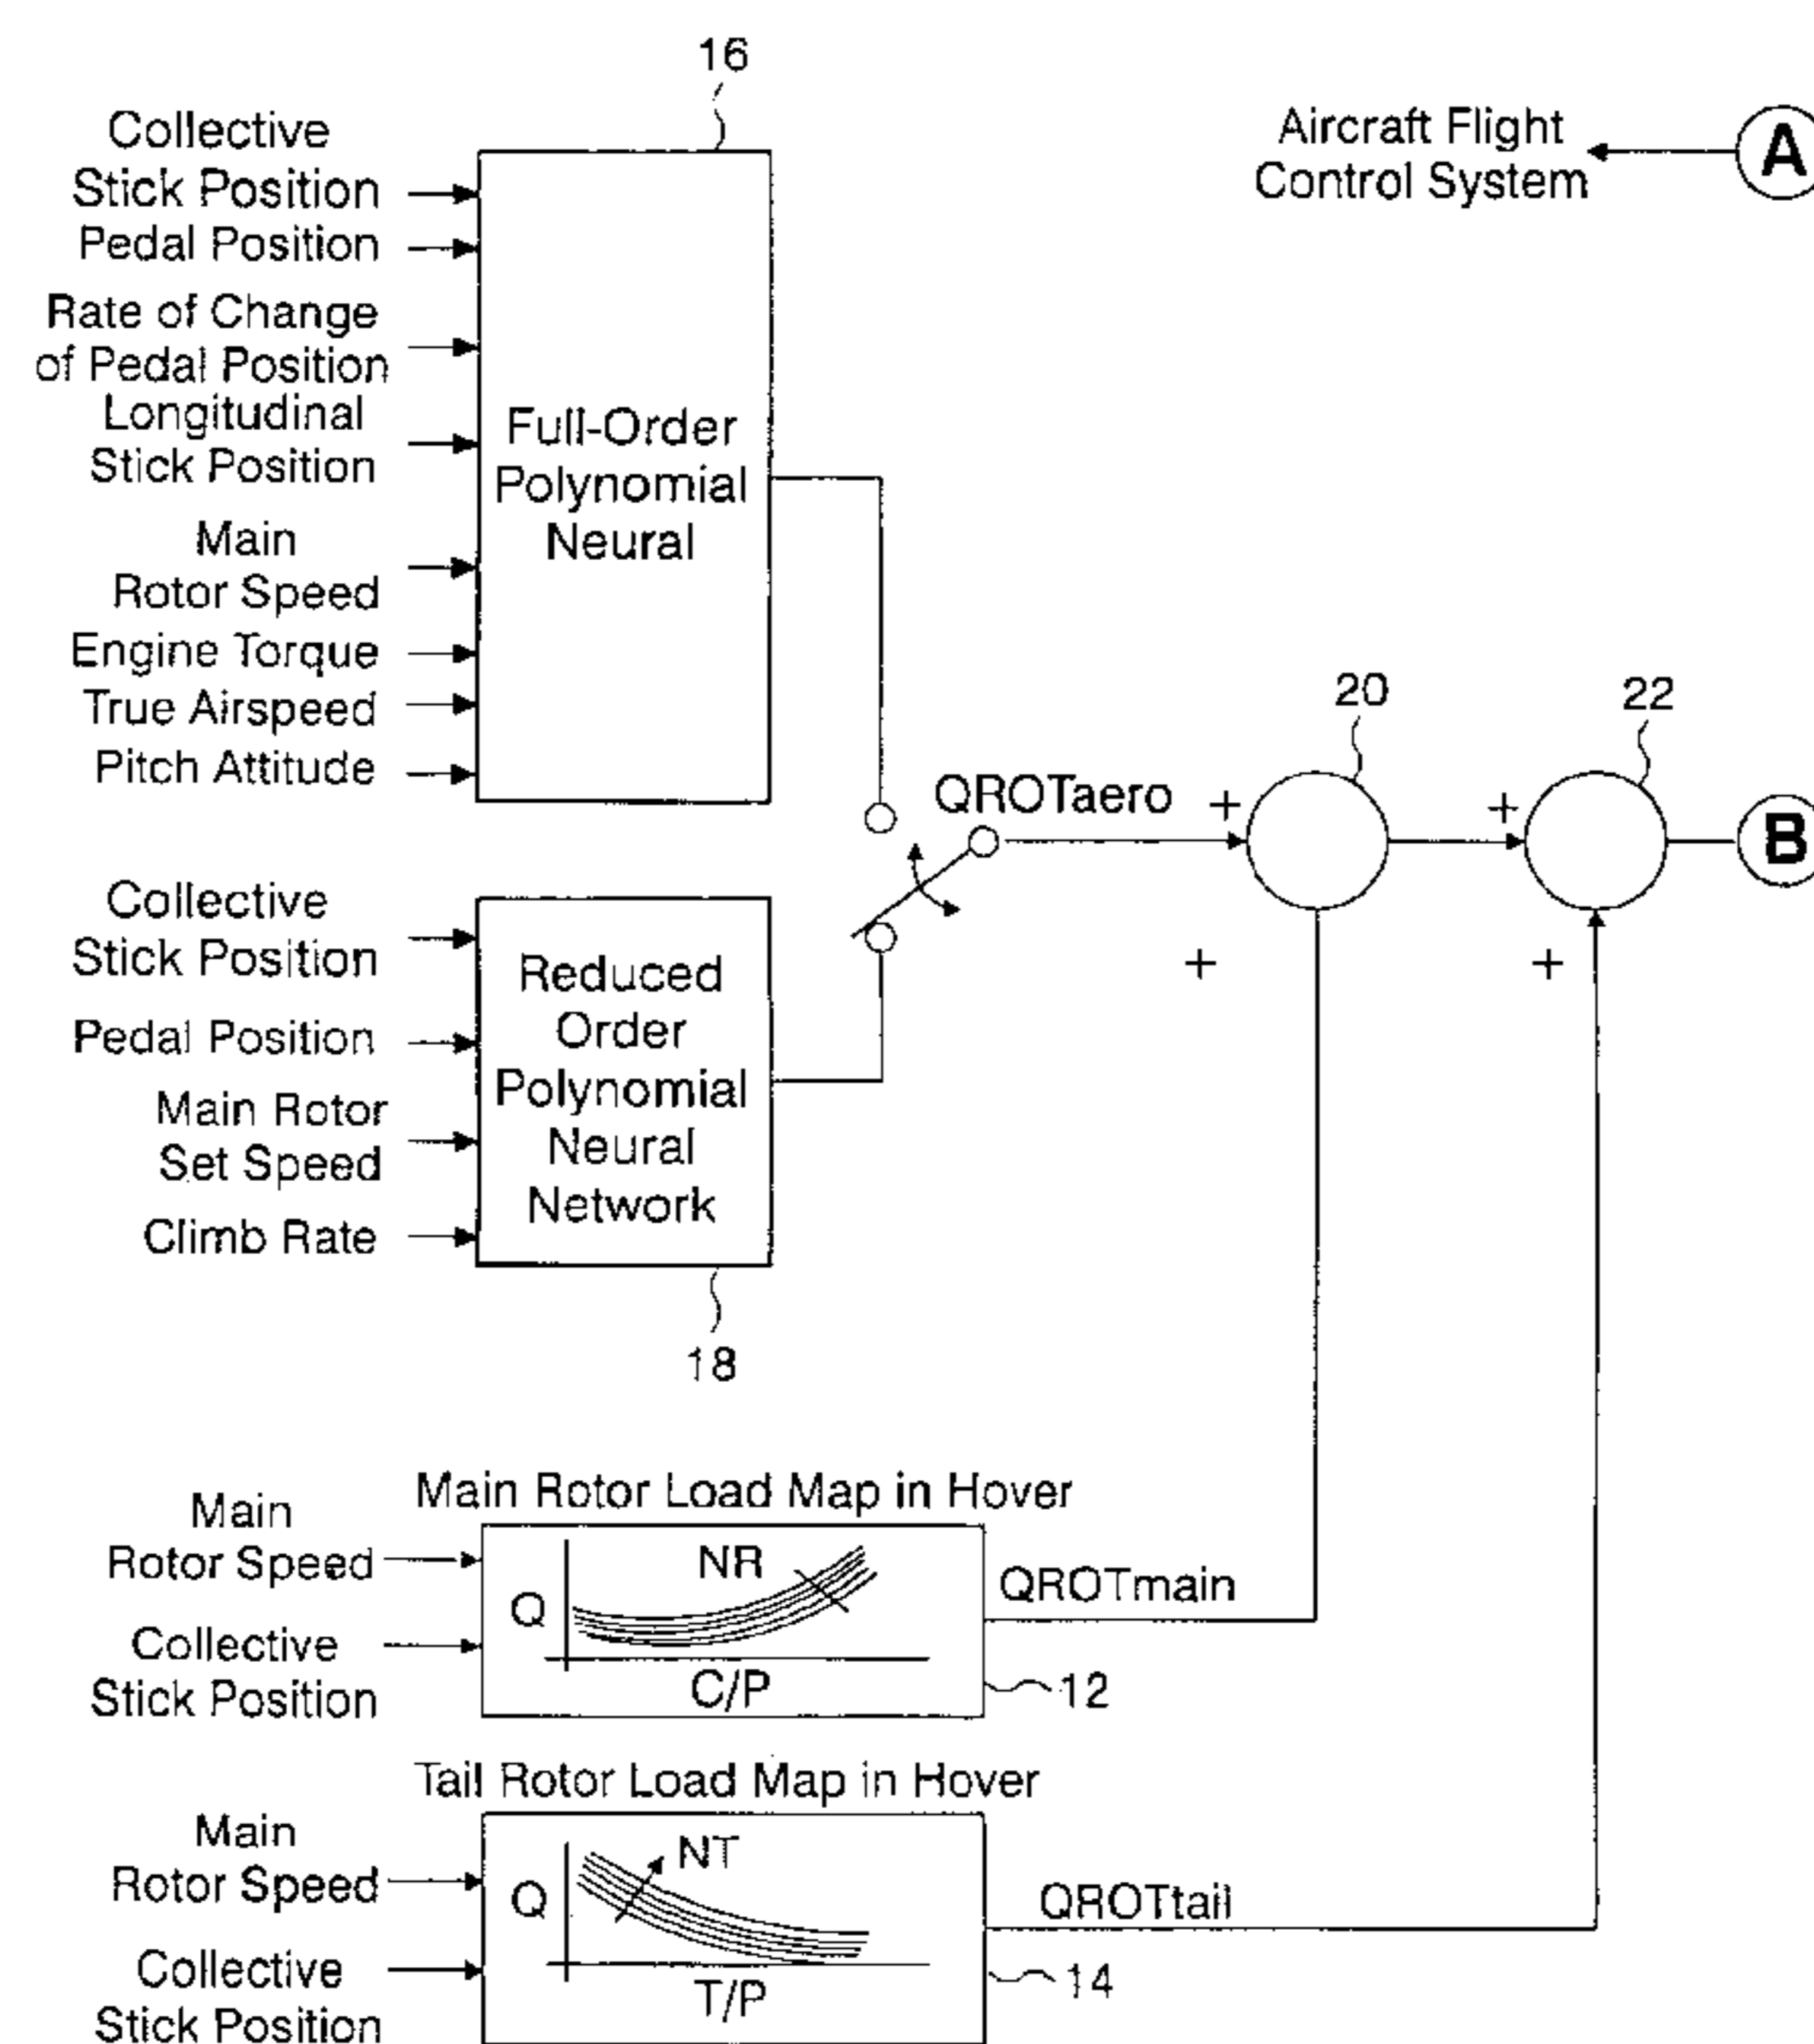 16
Collective
Stick Position
Pedal Position
Rate of Change
of Pedal Position
Longitudinal
Stick Position
Main
Rotor Speed
Engine Torque
True Airspeed
Pitch Attitude
Full-Order
Polynomial
Neural
Aircraft Flight
Control System
A
QROTaero
+
20
+
22
B
+
+
Collective
Stick Position
Pedal Position
Main Rotor
Set Speed
Climb Rate
Reduced
Order
Polynomial
Neural
Network
18
Main Rotor Load Map in Hover
Main
Rotor Speed
Collective
Stick Position
Q
NR
C/P
QROTmain
12
Tail Rotor Load Map in Hover
Main
Rotor Speed
Collective
Stick Position
Q
NT
T/P
QROTtail
14